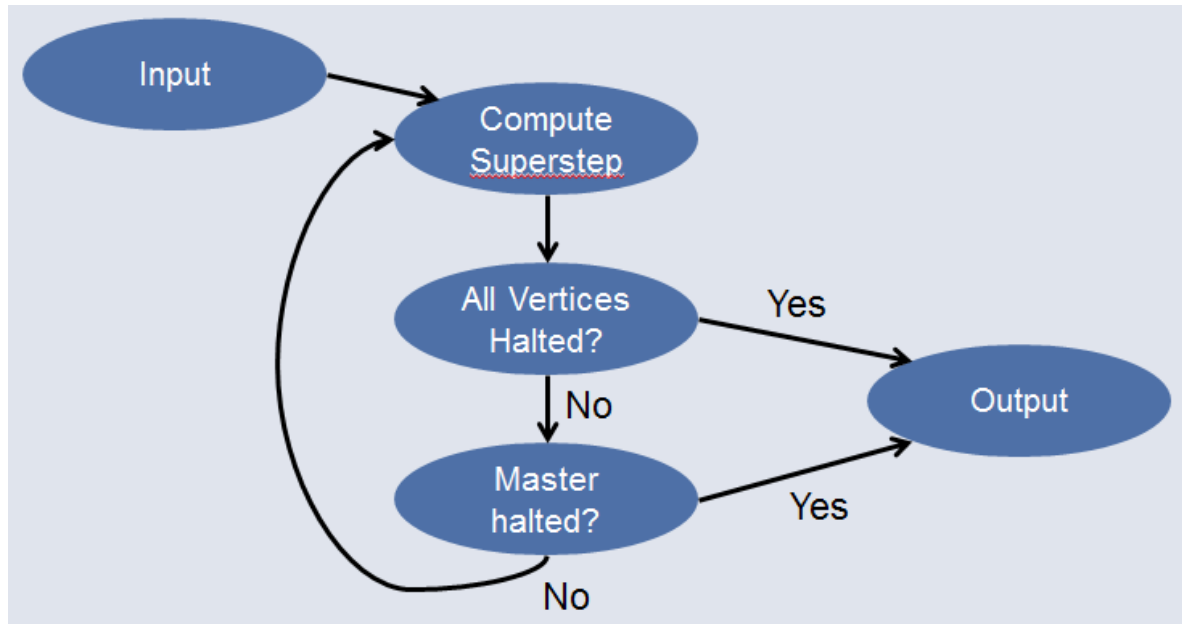 Input
Compute
Superstep
All Vertices
Halted?
Yes
No
Output
Master
halted?
Yes
No